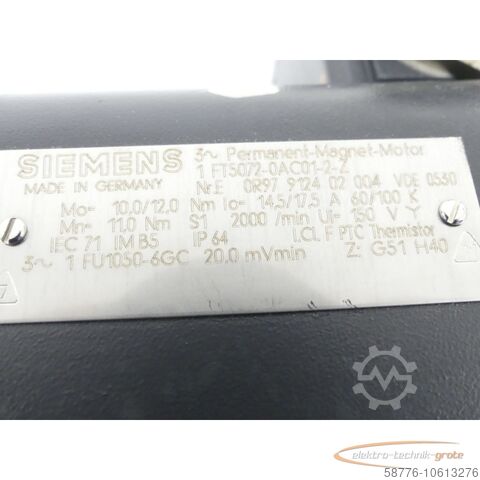 SIEMENS 3~ Permanent-Magnet-Motor
1 FT5072-0AC01-2-Z
MADE IN GERMANY Nr.E 0R97 9124 02 004 VDE 0530
Mo= 10.0/12,0 Nm Io= 14,5/17,5 A 60/100 K
Mn= 11.0 Nm S1 2000 /min Ui= 150 V Y
IEC 71 IM B5 IP 64 I.CI. F PTC Thermistor
3~ 1 FU1050-6GC 20.0 mVmin Z: G51 H40
HÖMETA
elektro-technik-grote
58776-10613276